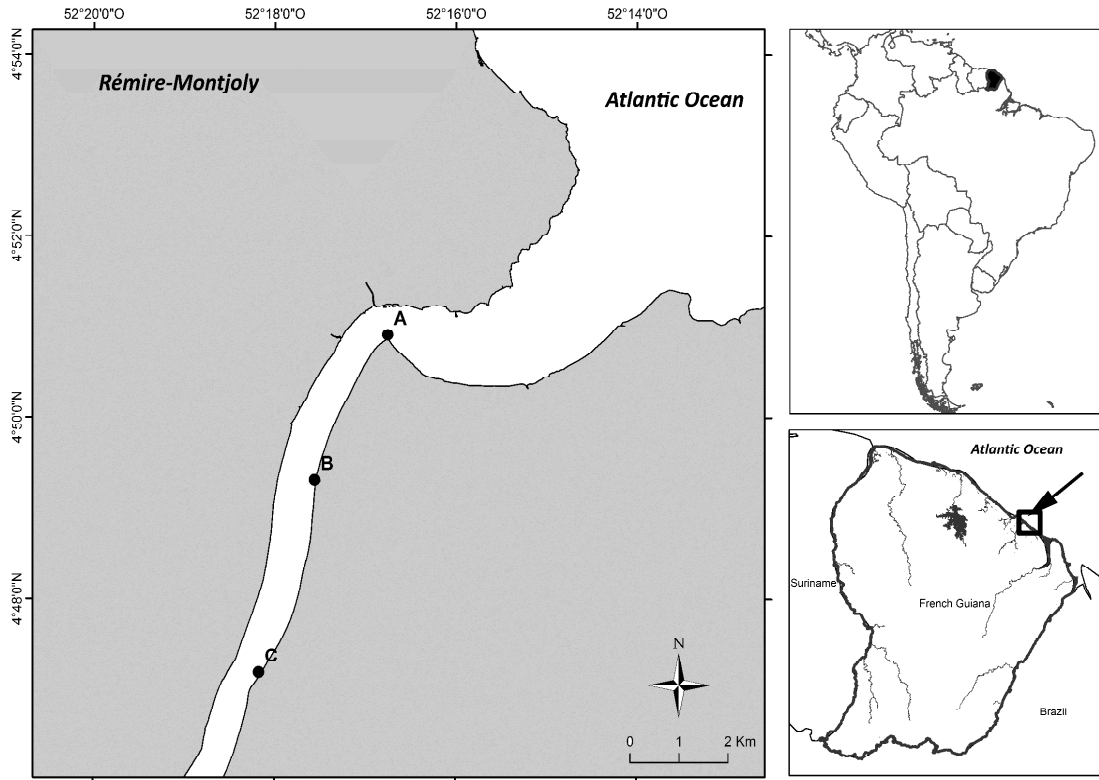 52°20'0"O 52°18'0"O 52°16'0"O 52°14'0"O
4°54'0"N
Rémire-Montjoly
Atlantic Ocean
4°52'0"N
A
4°50'0"N
B
4°48'0"N
C
N
0 1 2 Km
Atlantic Ocean
Suriname
French Guiana
Brazil